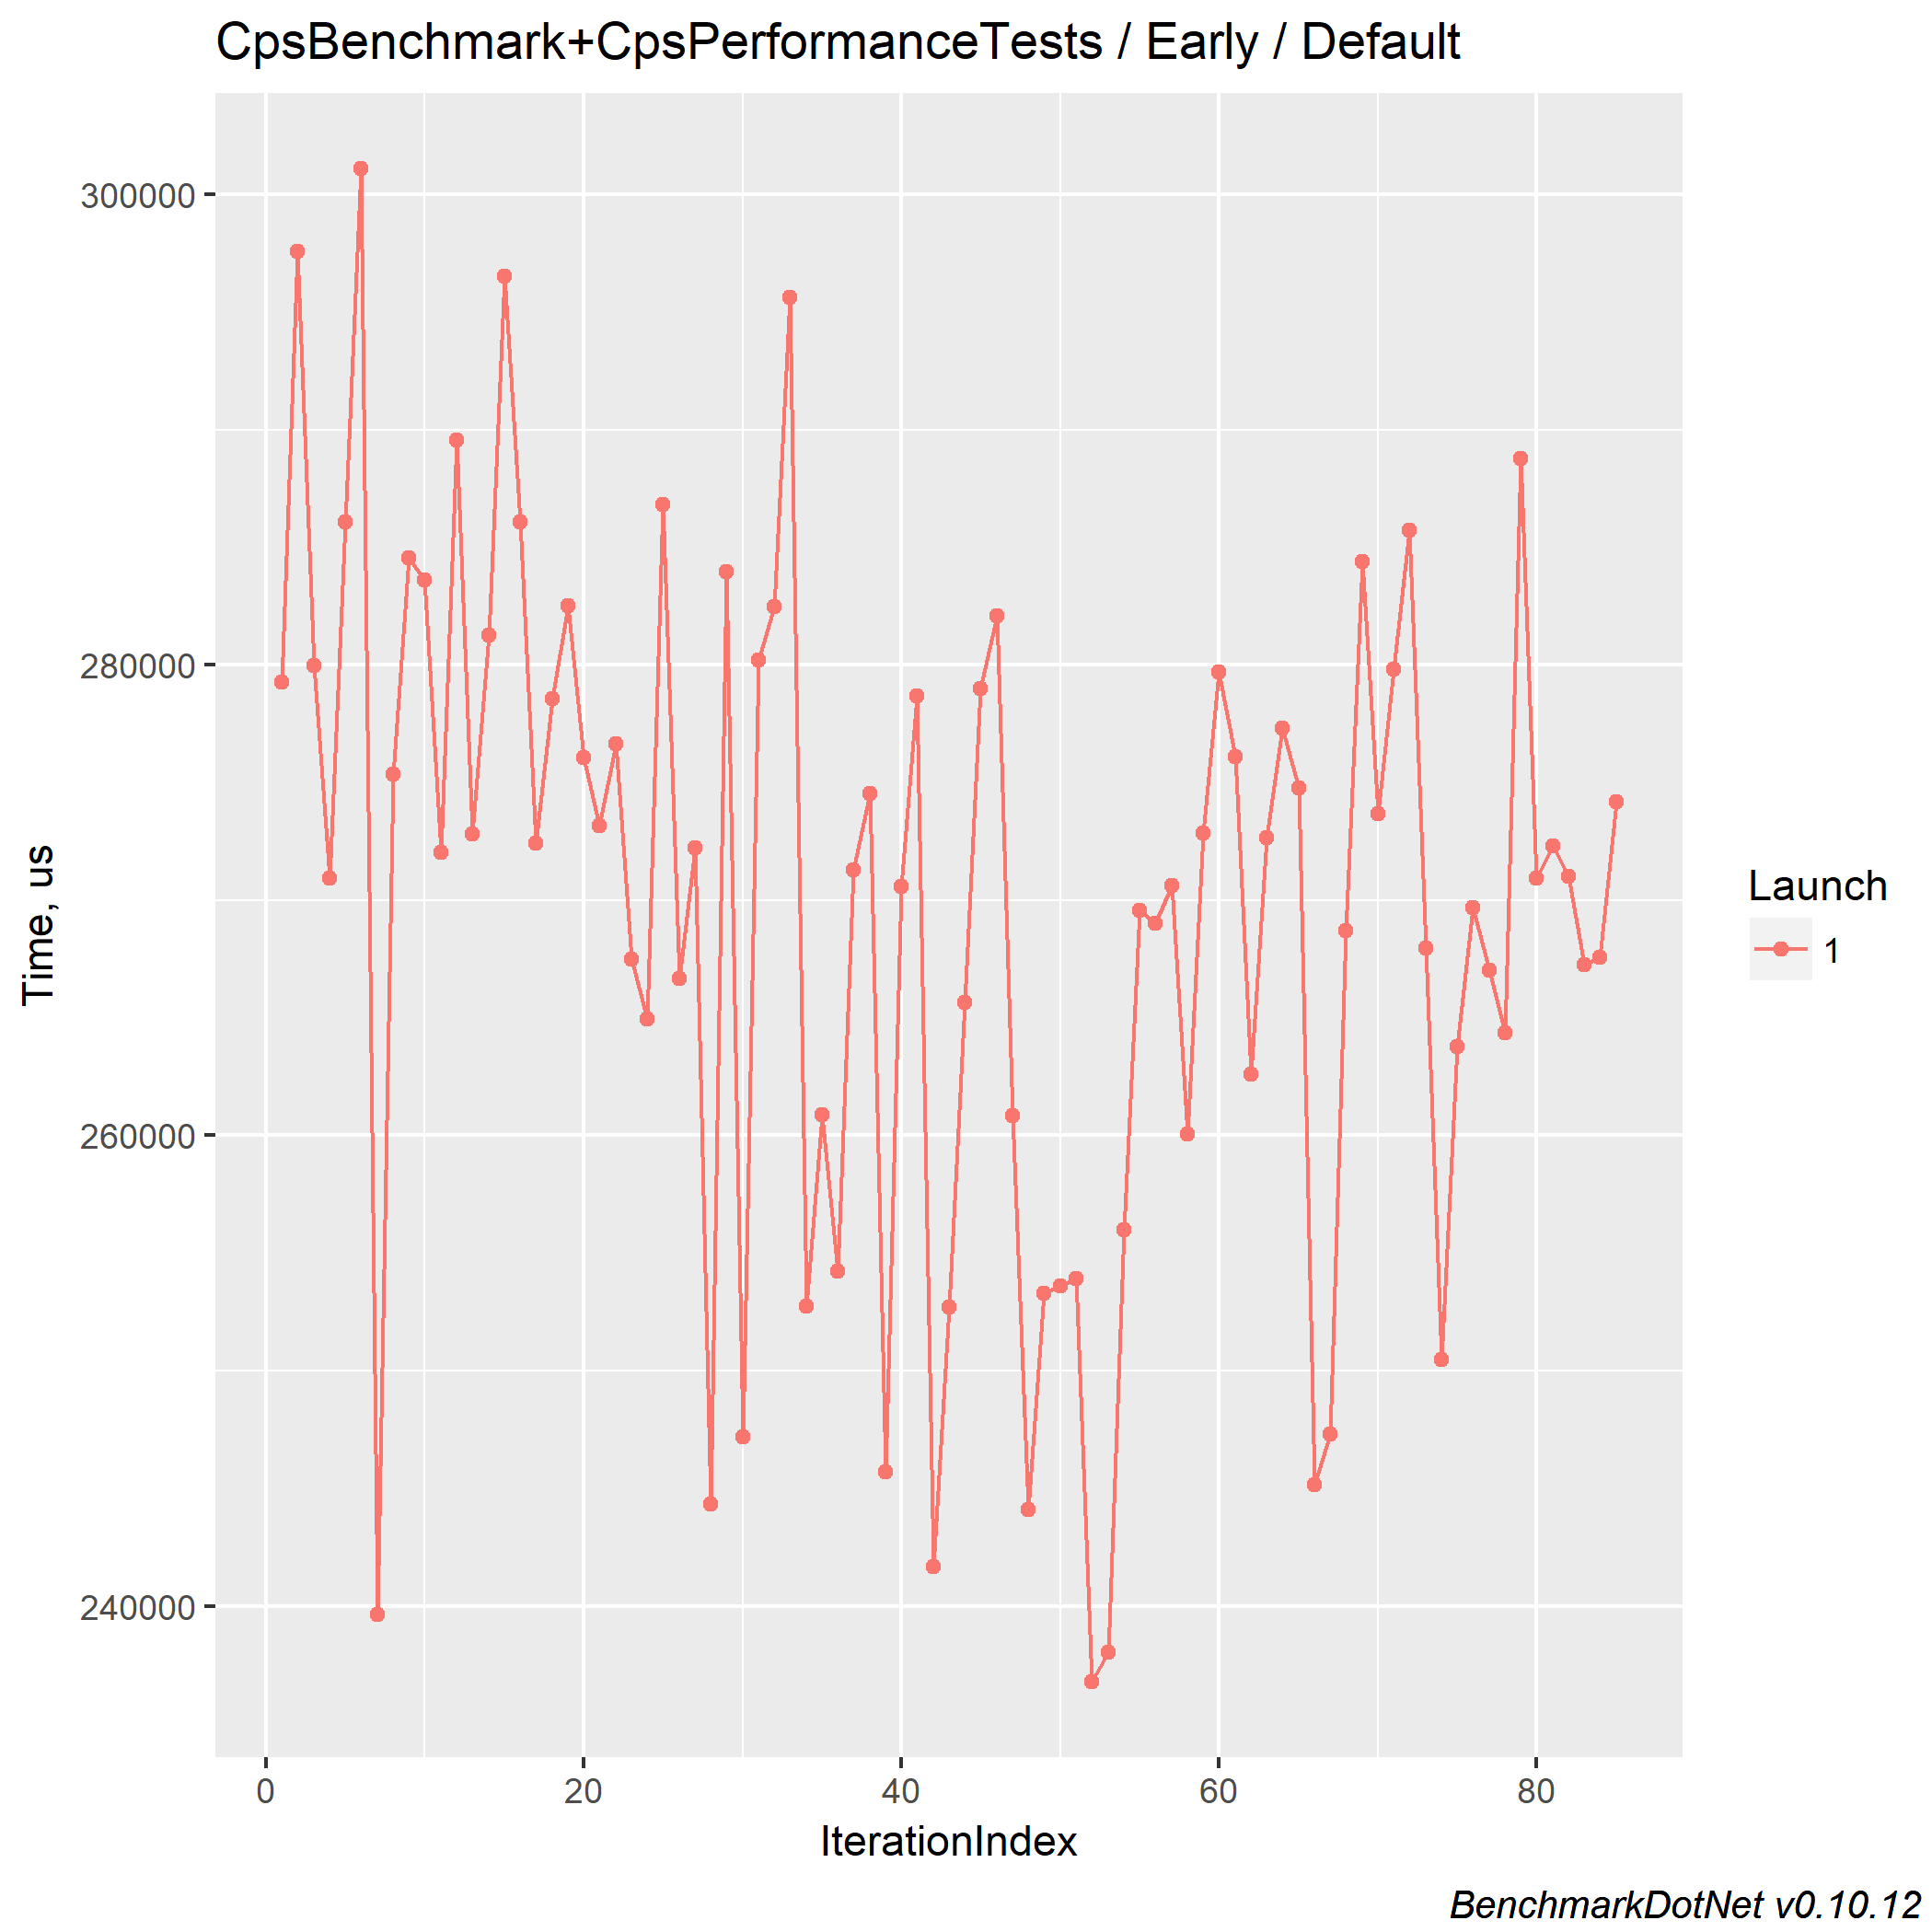 CpsBenchmark+CpsPerformanceTests / Early / Default
300000
280000
260000
240000
Time, us
0 20 40 60 80
IterationIndex
Launch
1
BenchmarkDotNet v0.10.12